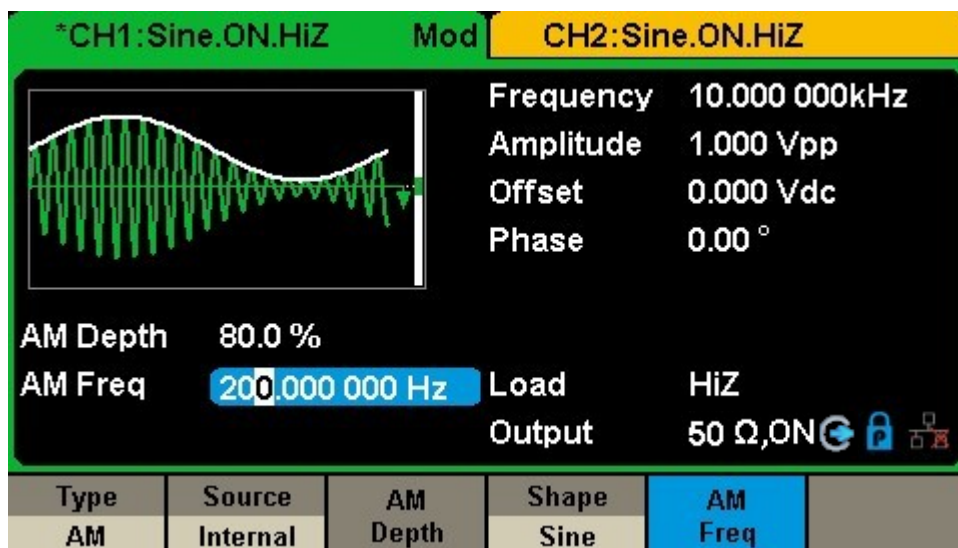 *CH1:Sine.ON.HiZ Mod CH2:Sine.ON.HiZ
Frequency 10.000 000kHz
Amplitude 1.000 Vpp
Offset 0.000 Vdc
Phase 0.00 °
AM Depth 80.0 %
AM Freq 200.000 000 Hz
Load HiZ
Output 50 Ω,ON
P
Type
AM
Source
Internal
AM
Depth
Shape
Sine
AM
Freq